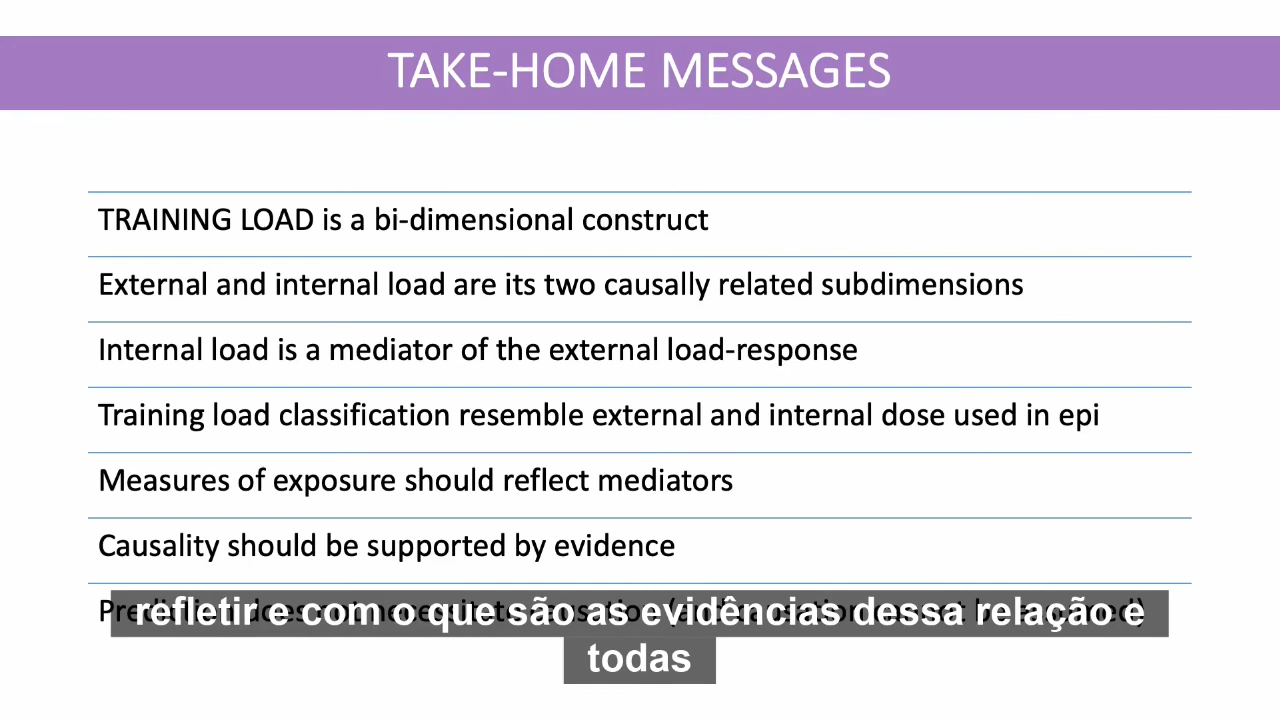 TAKE-HOME MESSAGES
TRAINING LOAD is a bi-dimensional construct
External and internal load are its two causally related subdimensions
Internal load is a mediator of the external load-response
Training load classification resemble external and internal dose used in epi
Measures of exposure should reflect mediators
Causality should be supported by evidence
refletir e com o que são as evidências dessa relação e
todas